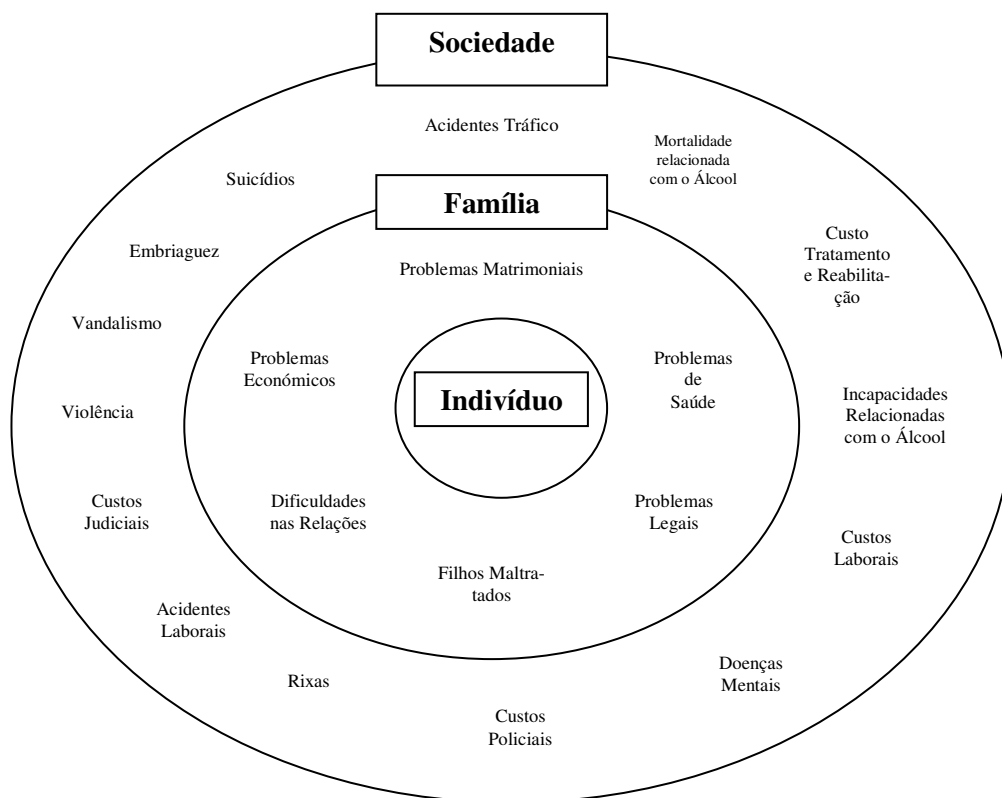 Sociedade
Acidentes Tráfico
Mortalidade
relacionada
com o Álcool
Suicídios
Família
Embriaguez
Custo
Tratamento
e Reabilita-
ção
Problemas Matrimoniais
Vandalismo
Problemas
Económicos
Problemas
de
Saúde
Indivíduo
Violência
Incapacidades
Relacionadas
com o Álcool
Custos
Judiciais
Dificuldades
nas Relações
Problemas
Legais
Custos
Laborais
Filhos Maltra-
tados
Acidentes
Laborais
Rixas
Doenças
Mentais
Custos
Policiais